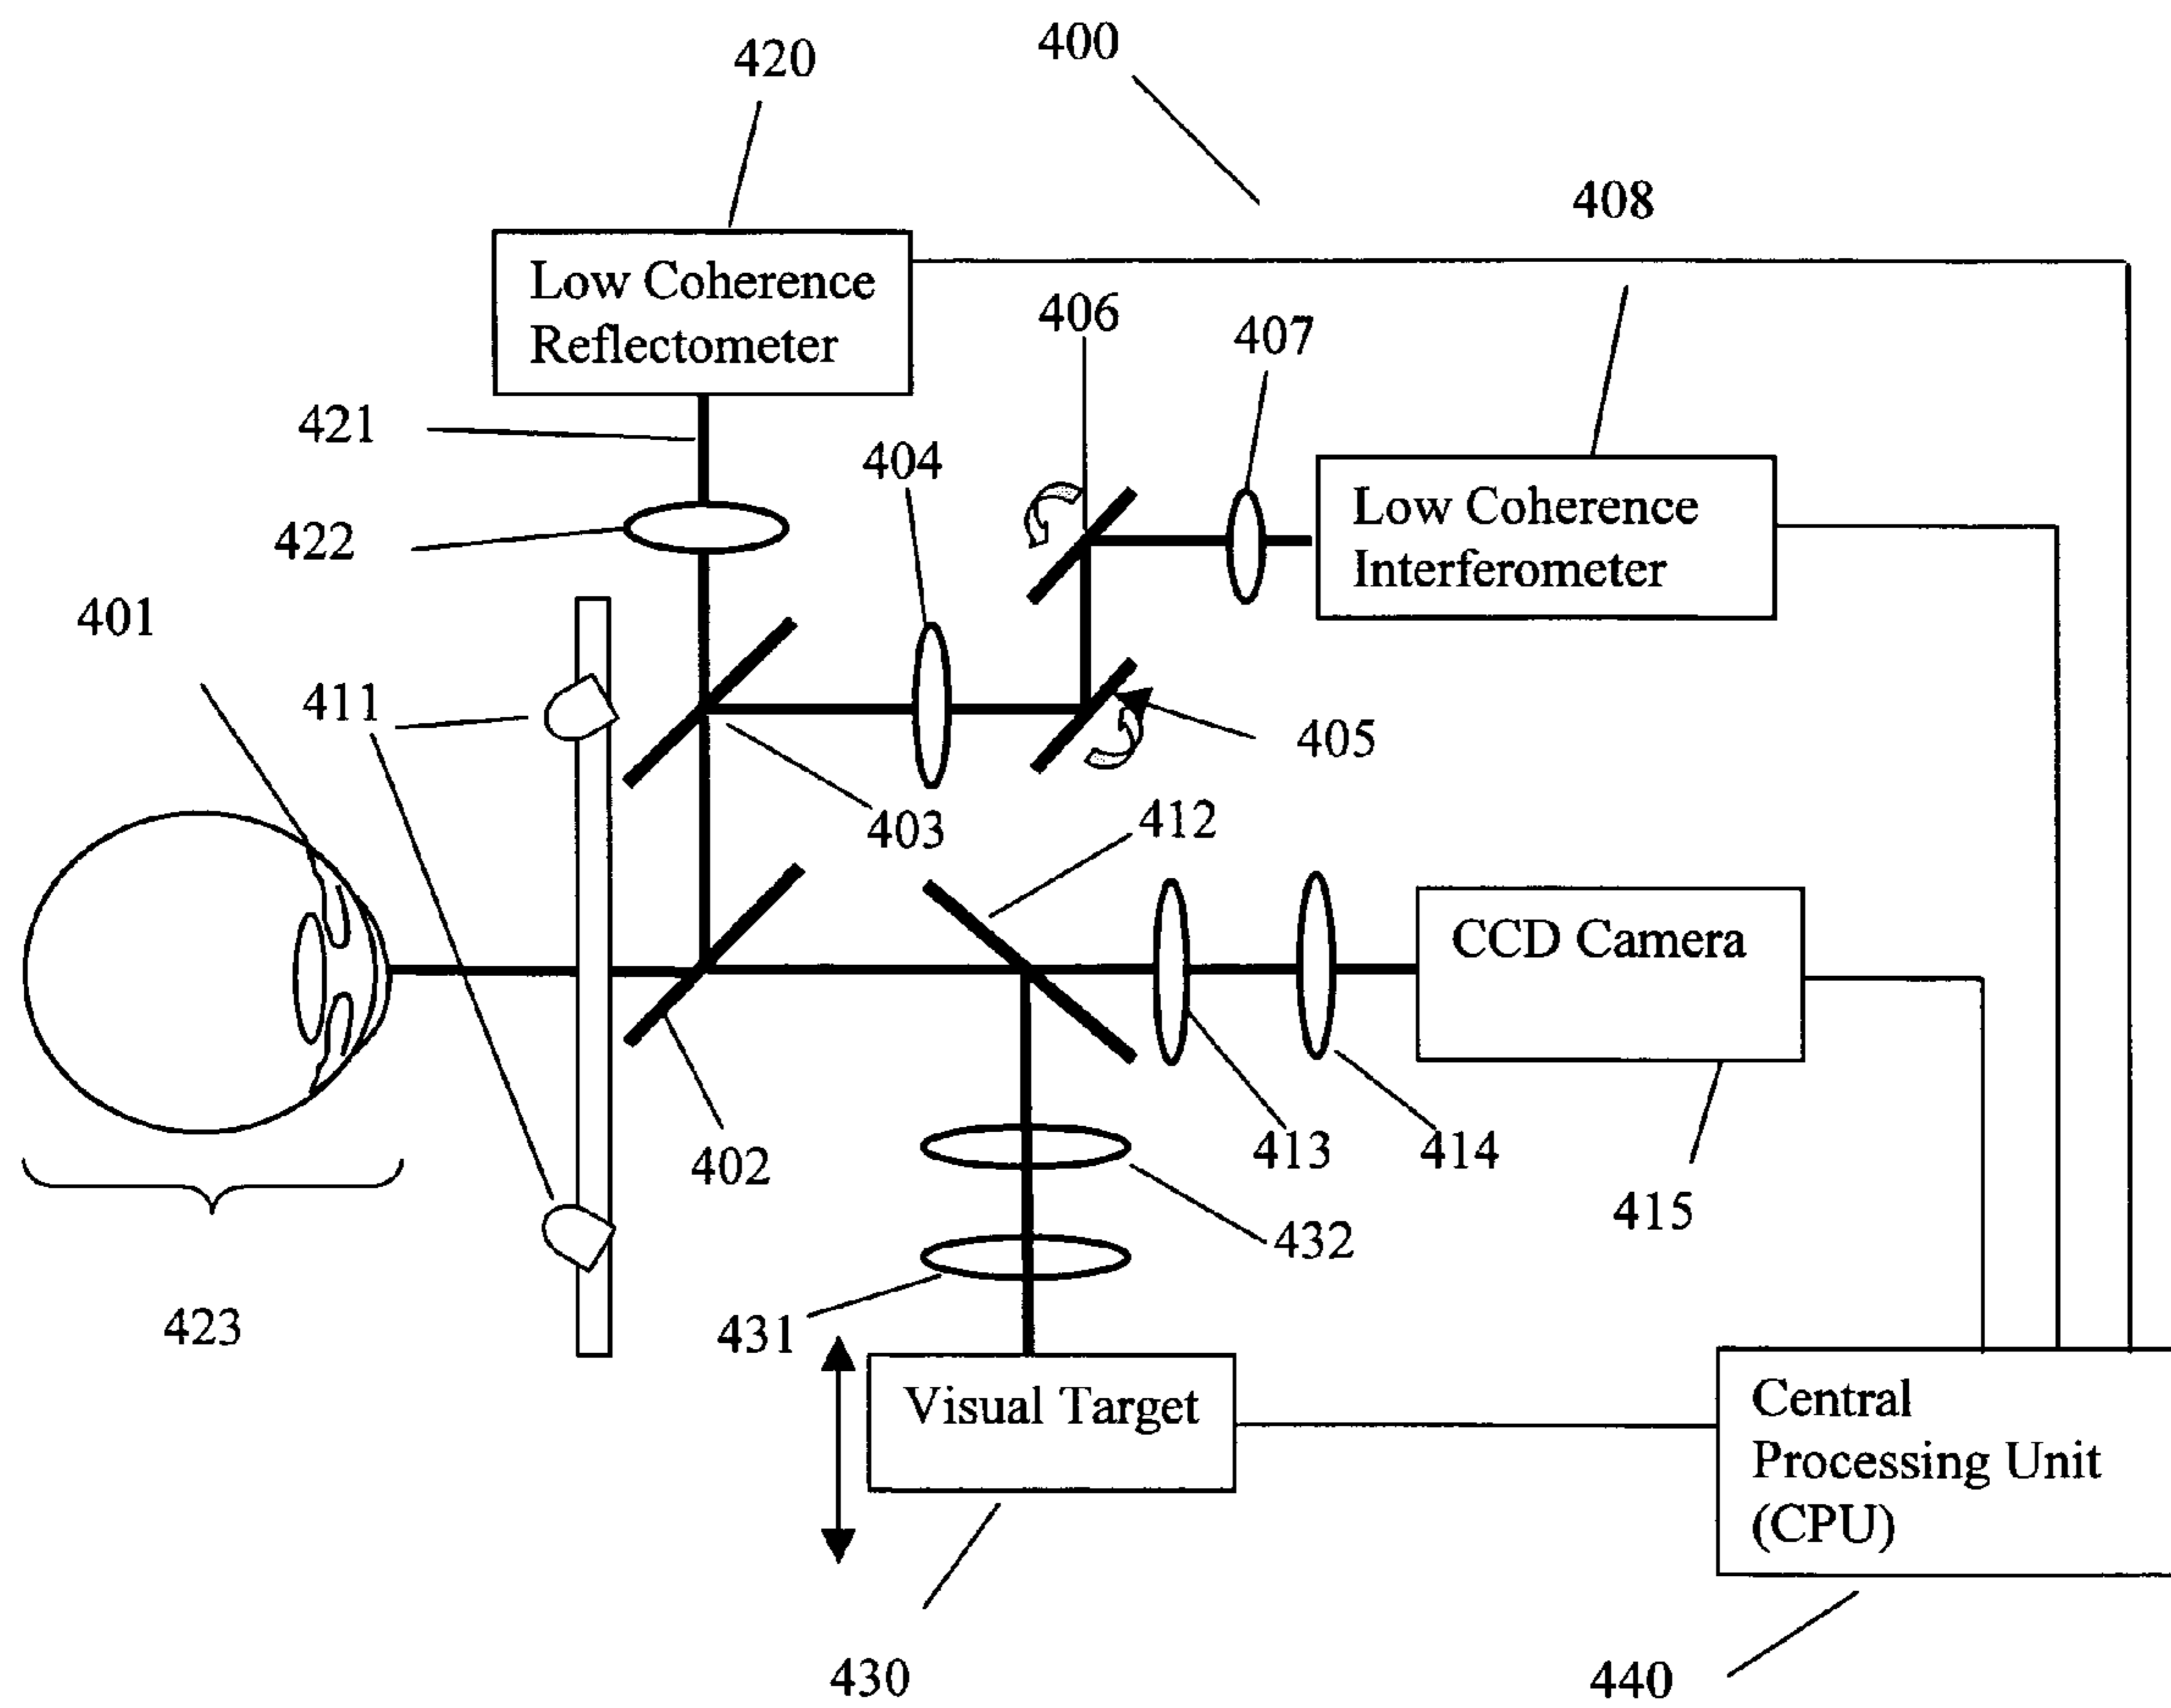 400
420
408
Low Coherence
Reflectometer
406
407
421
404
Low Coherence
Interferometer
422
401
411
405
403
412
CCD Camera
402
413
414
415
432
423
431
Visual Target
Central
Processing Unit
(CPU)
430
440